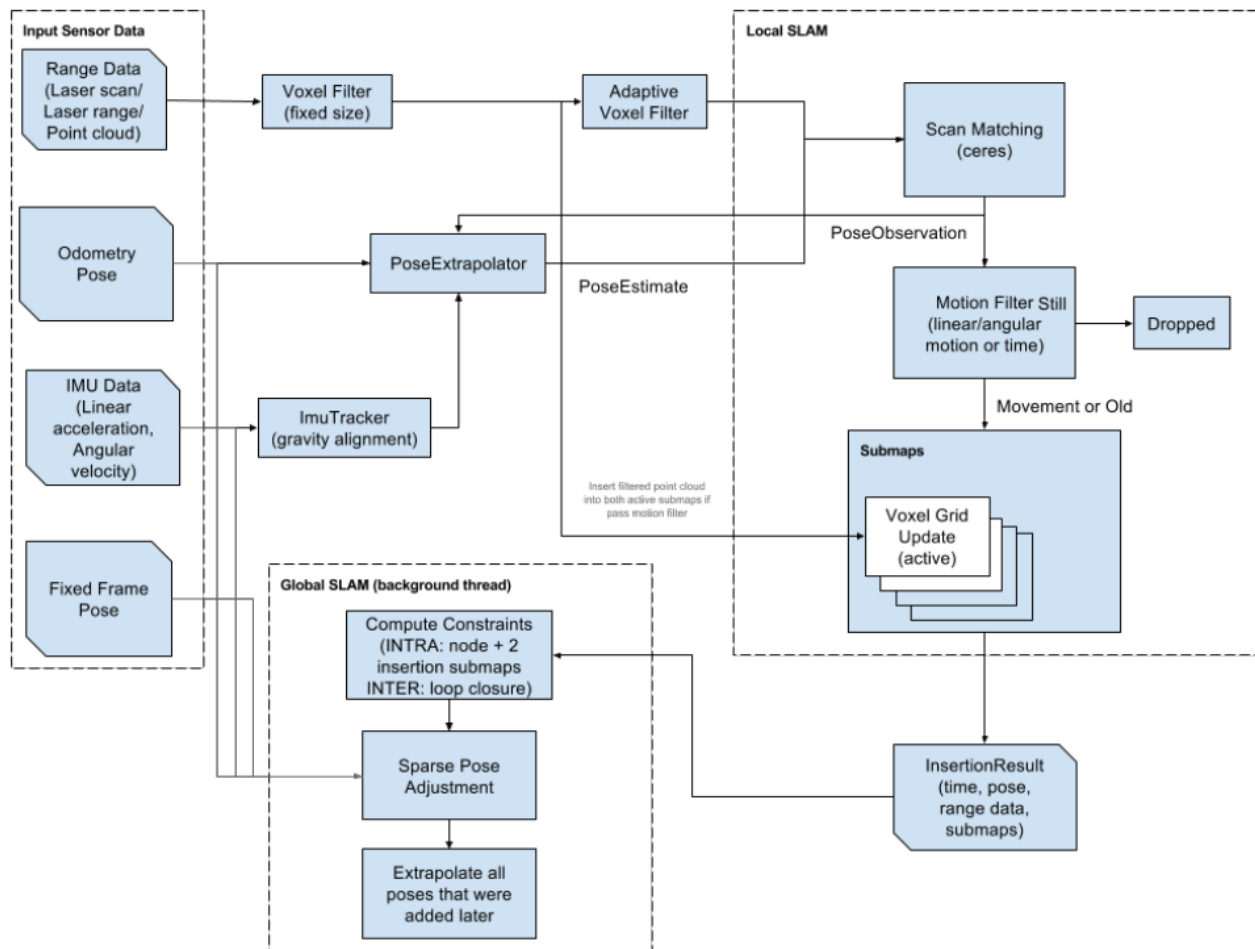 Input Sensor Data
Range Data
(Laser scan/
Laser range/
Point cloud)
Voxel Filter
(fixed size)
Adaptive
Voxel Filter
Local SLAM
Scan Matching
(ceres)
Odometry
Pose
PoseExtrapolator
PoseObservation
PoseEstimate
Motion Filter Still
(linear/angular
motion or time)
Dropped
IMU Data
(Linear
acceleration,
Angular
velocity)
ImuTracker
(gravity alignment)
Movement or Old
Submaps
Insert filtered point cloud
into both active submaps if
pass motion filter
Voxel Grid
Update
(active)
Fixed Frame
Pose
Global SLAM (background thread)
Compute Constraints
(INTRA: node + 2
insertion submaps
INTER: loop closure)
Sparse Pose
Adjustment
InsertionResult
(time, pose,
range data,
submaps)
Extrapolate all
poses that were
added later